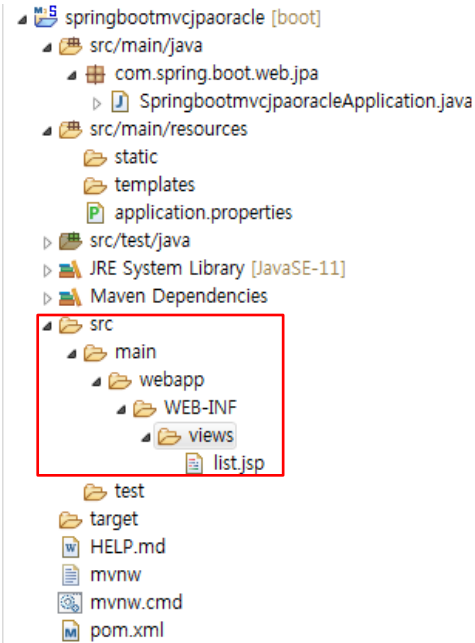 springbootmvcjpaoracle [boot]
src/main/java
com.spring.boot.web.jpa
SpringbootmvcjpaoracleApplication.java
src/main/resources
static
templates
application.properties
src/test/java
JRE System Library [JavaSE-11]
Maven Dependencies
src
main
webapp
WEB-INF
views
list.jsp
test
target
HELP.md
mvnw
mvnw.cmd
pom.xml